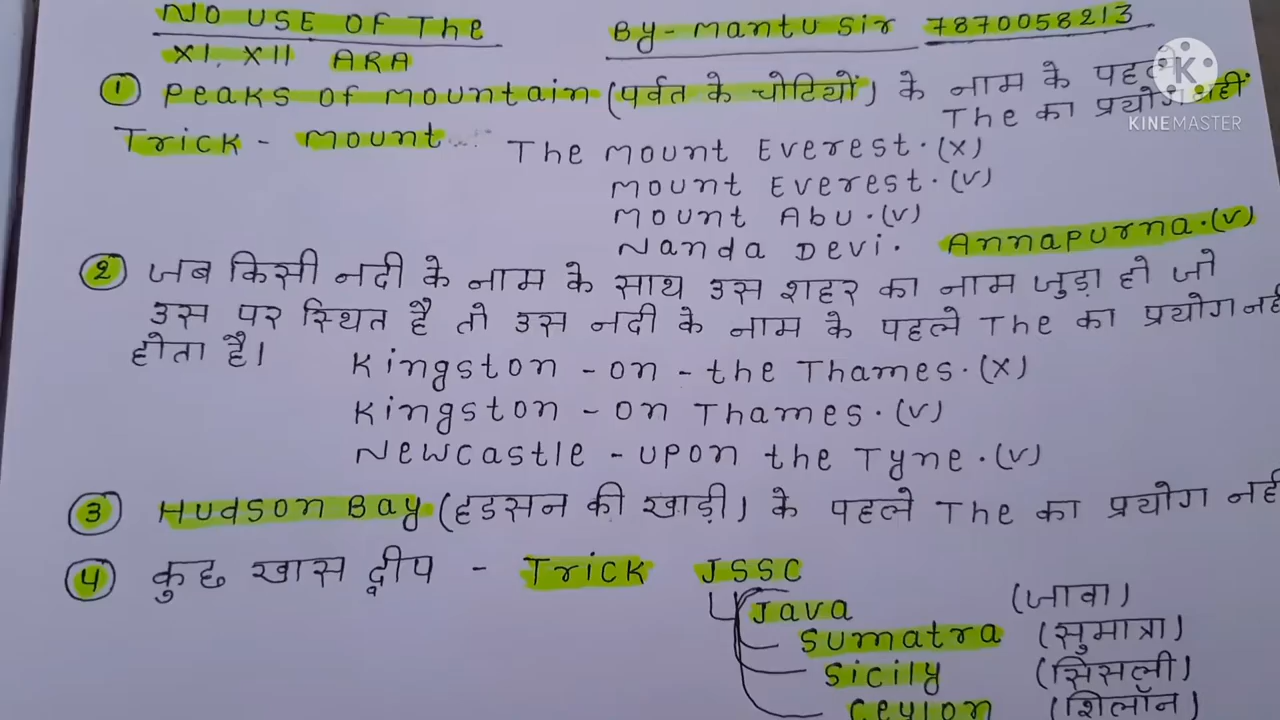 NO USE OF The By- Mantu Sir 7870058213
XI, XII ARA
① Peaks of mountain (पर्वत के चोटियों) के नाम के पहले
The का प्रयोग नहीं
Trick - mount The mount Everest. (x)
mount Everest. (v)
mount Abu. (v)
Nanda Devi. Annapurna. (v)
② जब किसी नदी के नाम के साथ उस शहर का नाम जुड़ा हो जो
उस पर स्थित है तो उस नदी के नाम के पहले The का प्रयोग नही
होता है।
Kingston - on - the Thames. (x)
Kingston - on Thames. (v)
Newcastle - upon the Tyne. (v)
③ Hudson Bay (हडसन की खाड़ी) के पहले The का प्रयोग नही
④ कुछ खास द्वीप - Trick JSSC
Java (जावा)
Sumatra (सुमात्रा)
Sicily (सिसली)
Ceylon (शिलॉन)
K
KINEMASTER